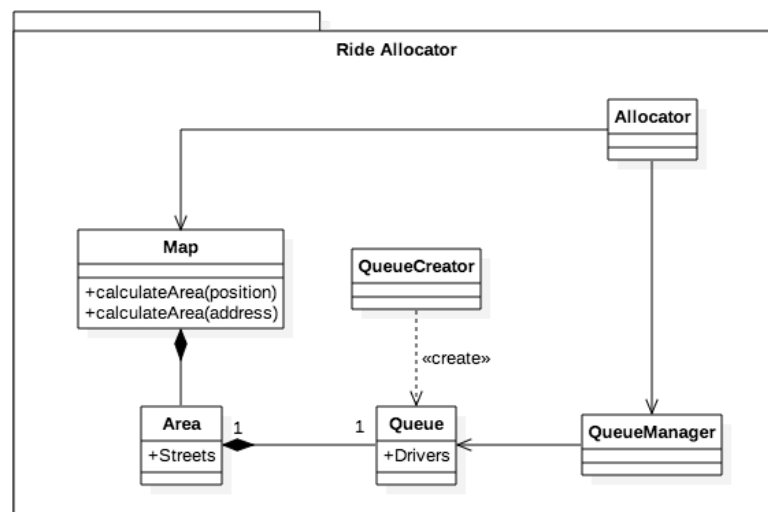 Ride Allocator
Allocator
Map
+calculateArea(position)
+calculateArea(address)
QueueCreator
«create»
Area
+Streets
1
1
Queue
+Drivers
QueueManager